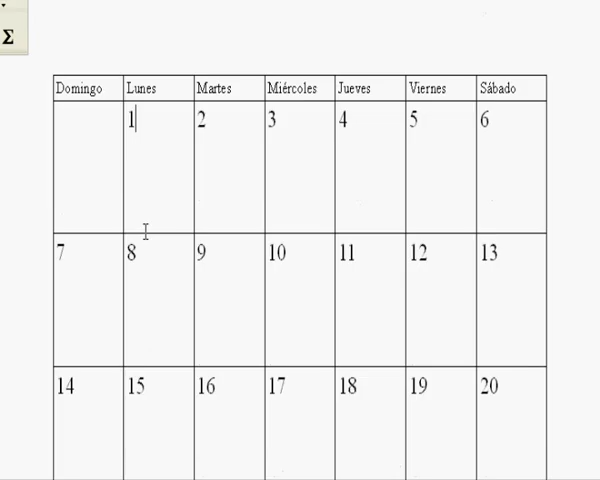 Σ
Domingo Lunes Martes Miércoles Jueves Viernes Sábado
1 2 3 4 5 6
7 8 9 10 11 12 13
14 15 16 17 18 19 20